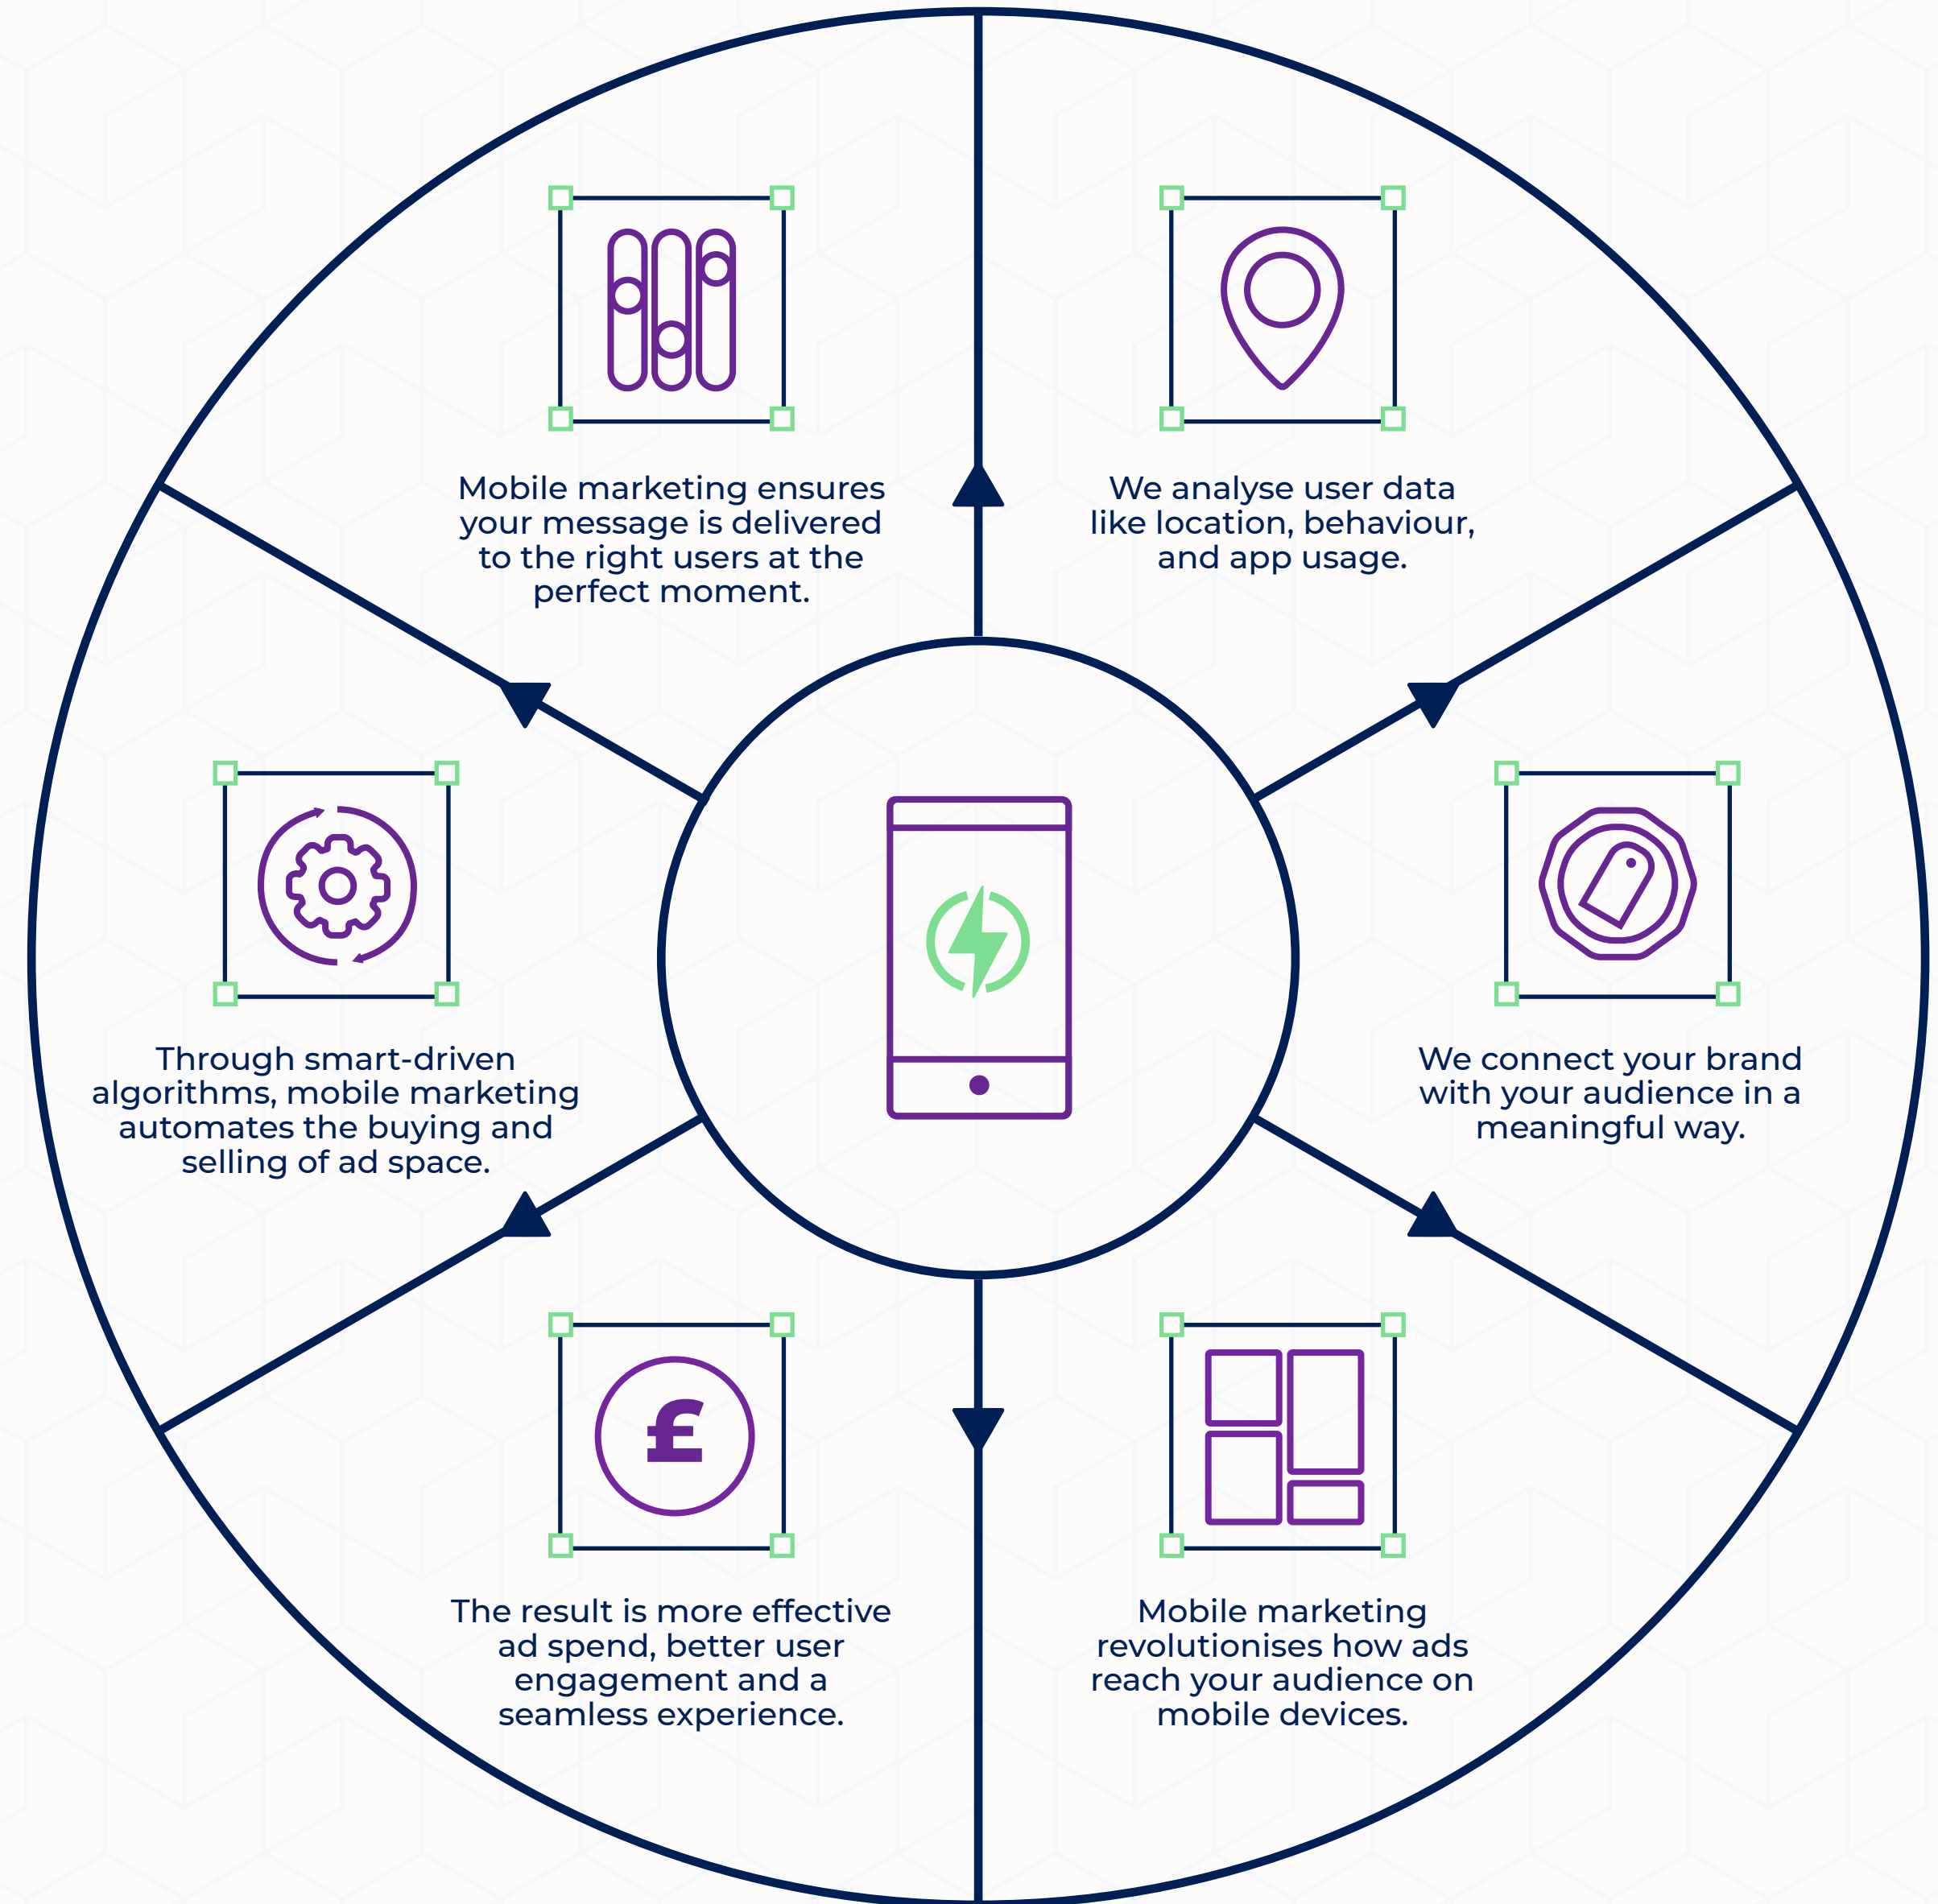 Mobile marketing ensures
your message is delivered
to the right users at the
perfect moment.
We analyse user data
like location, behaviour,
and app usage.
Through smart-driven
algorithms, mobile marketing
automates the buying and
selling of ad space.
We connect your brand
with your audience in a
meaningful way.
£
The result is more effective
ad spend, better user
engagement and a
seamless experience.
Mobile marketing
revolutionises how ads
reach your audience on
mobile devices.